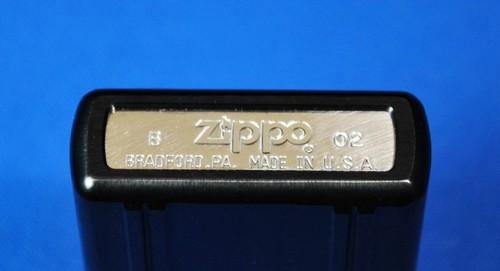 B Zippo 02
BRADFORD.PA. MADE IN U.S.A.